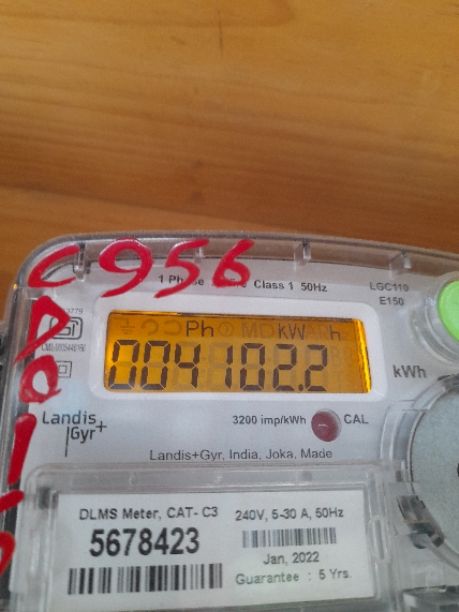 C956
1 Phase Class 1 50Hz
LGC110
E150
Ph MD kW h
004102.2
kWh
Landis
Gyr+
3200 imp/kWh CAL
Landis+Gyr, India, Joka, Made
DLMS Meter, CAT- C3
5678423
240V, 5-30 A, 50Hz
Jan, 2022
Guarantee : 5 Yrs.